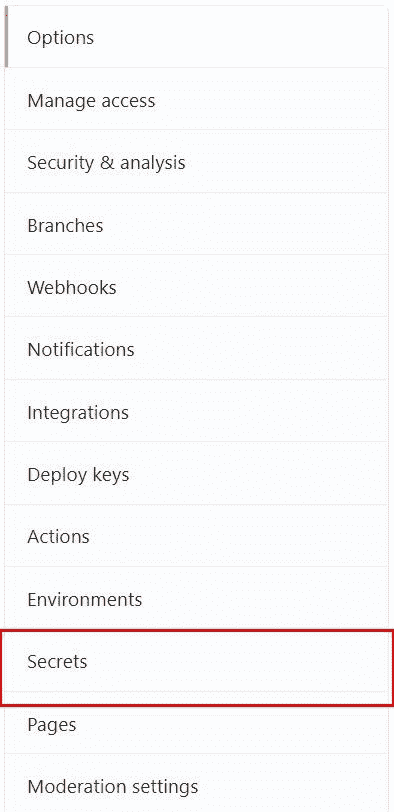 Options
Manage access
Security & analysis
Branches
Webhooks
Notifications
Integrations
Deploy keys
Actions
Environments
Secrets
Pages
Moderation settings